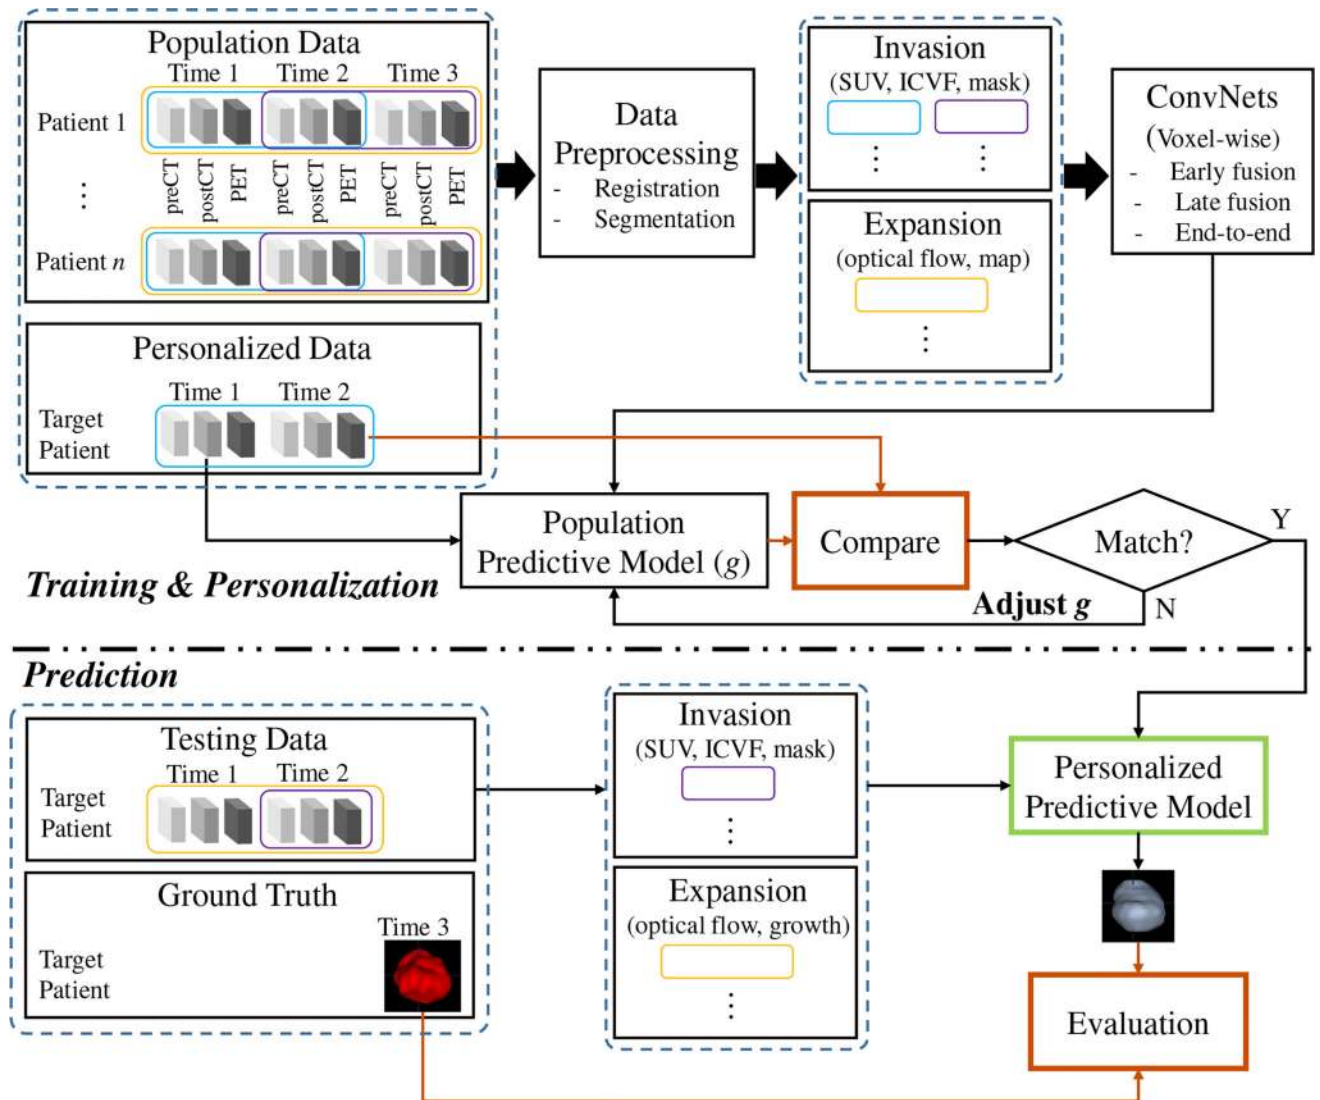 Population Data
Time 1 Time 2 Time 3
Patient 1
preCT postCT PET preCT postCT PET preCT postCT PET
Patient n
Data
Preprocessing
- Registration
- Segmentation
Invasion
(SUV, ICVF, mask)
Expansion
(optical flow, map)
ConvNets
(Voxel-wise)
- Early fusion
- Late fusion
- End-to-end
Personalized Data
Time 1 Time 2
Target
Patient
Population
Predictive Model (g)
Compare
Match?
Y
N
Adjust g
Training & Personalization
Prediction
Testing Data
Time 1 Time 2
Target
Patient
Ground Truth
Time 3
Target
Patient
Invasion
(SUV, ICVF, mask)
Expansion
(optical flow, growth)
Personalized
Predictive Model
Evaluation